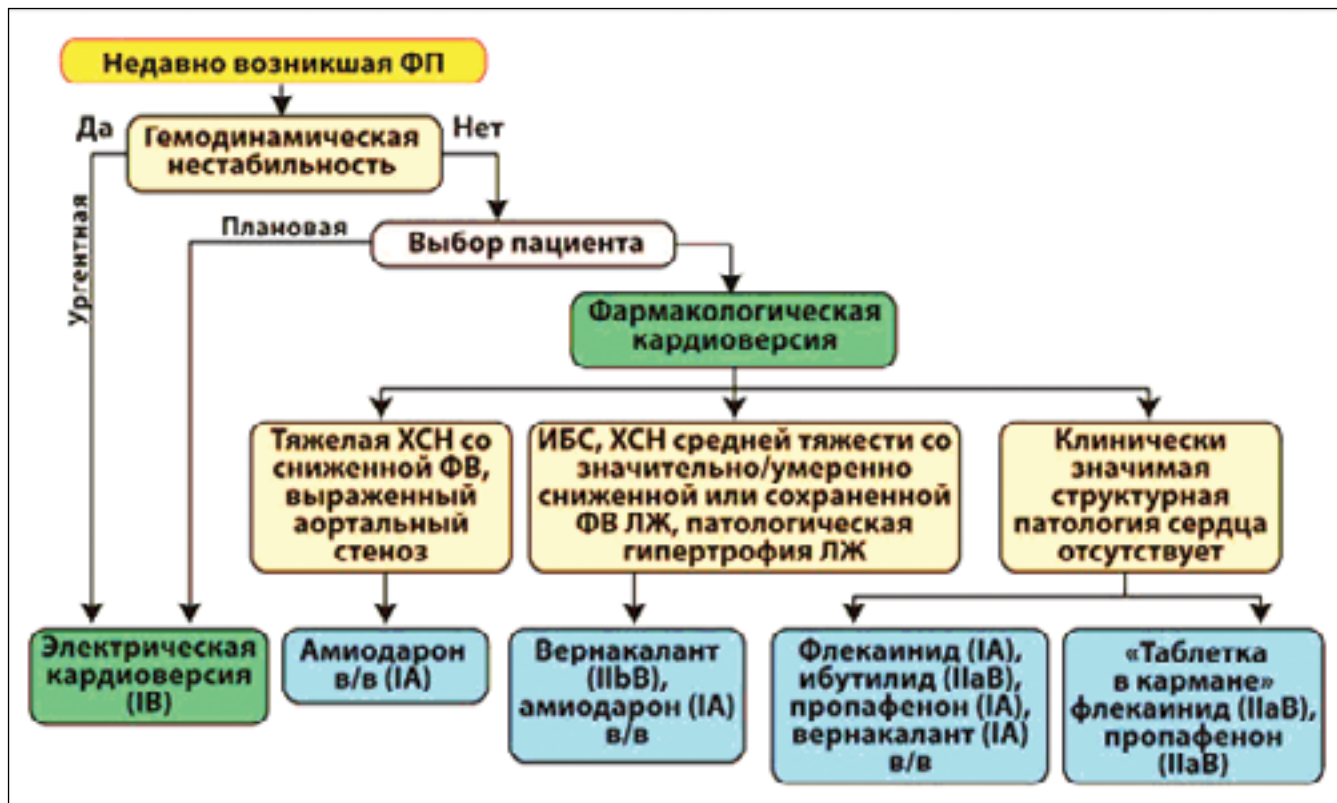 Недавно возникшая ФП
Да
Гемодинамическая
нестабильность
Нет
Ургентная
Плановая
Выбор пациента
Фармакологическая
кардиоверсия
Тяжелая ХСН со
сниженной ФВ,
выраженный
аортальный
стеноз
ИБС, ХСН средней тяжести со
значительно/умеренно
сниженной или сохраненной
ФВ ЛЖ, патологическая
гипертрофия ЛЖ
Клинически
значимая
структурная
патология сердца
отсутствует
Электрическая
кардиоверсия
(IB)
Амиодарон
в/в (IA)
Вернакалант
(IIbB),
амиодарон (IA)
в/в
Флекаинид (IA),
ибутилид (IIaB),
пропафенон (IA),
вернакалант (IA)
в/в
«Таблетка
в кармане»
флекаинид (IIaB),
пропафенон
(IIaB)